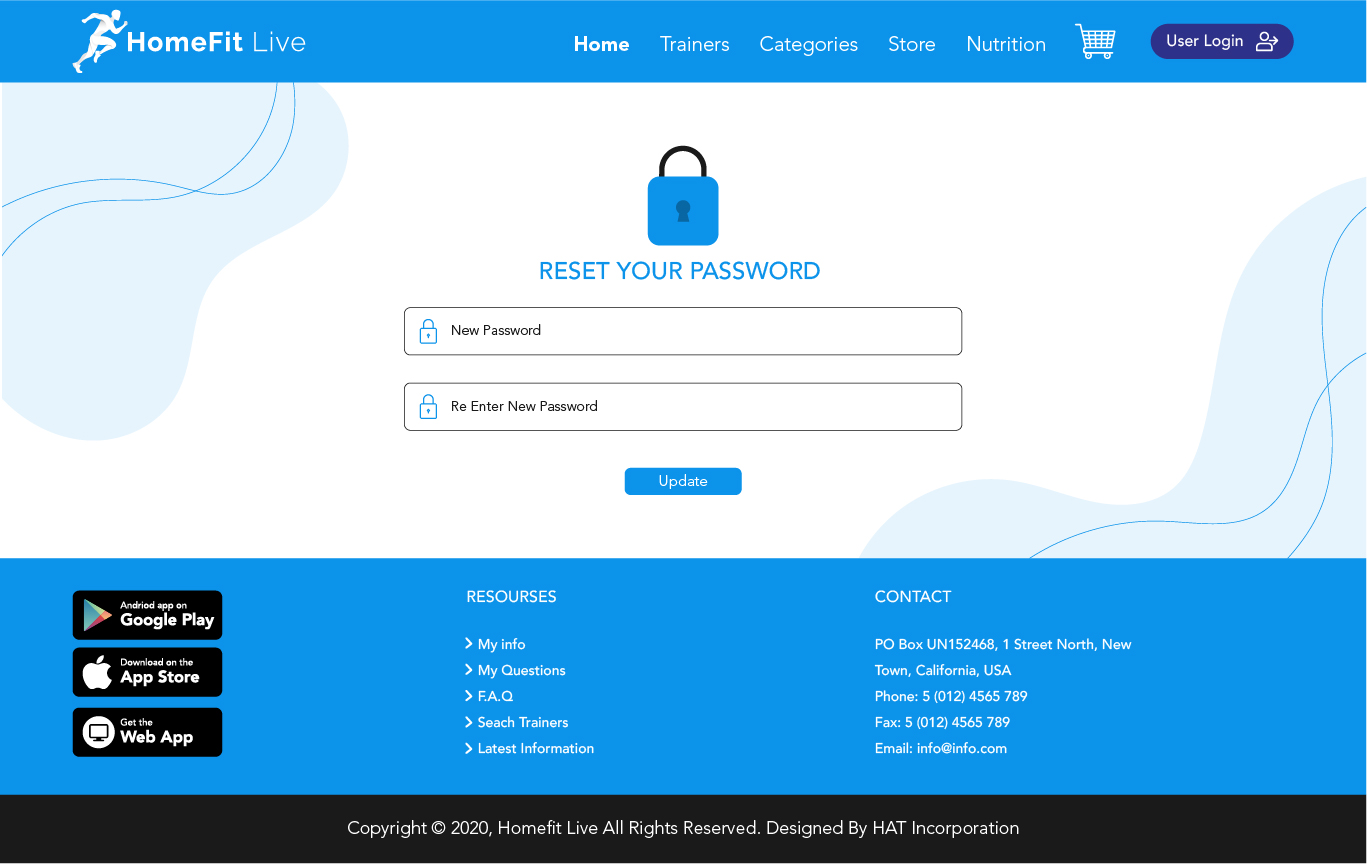 HomeFit Live
Home Trainers Categories Store Nutrition User Login
RESET YOUR PASSWORD
New Password
Re Enter New Password
Update
Andriod app on
Google Play
Download on the
App Store
Get the
Web App
RESOURSES
My info
My Questions
F.A.Q
Seach Trainers
Latest Information
CONTACT
PO Box UN152468, 1 Street North, New
Town, California, USA
Phone: 5 (012) 4565 789
Fax: 5 (012) 4565 789
Email: info@info.com
Copyright © 2020, Homefit Live All Rights Reserved. Designed By HAT Incorporation